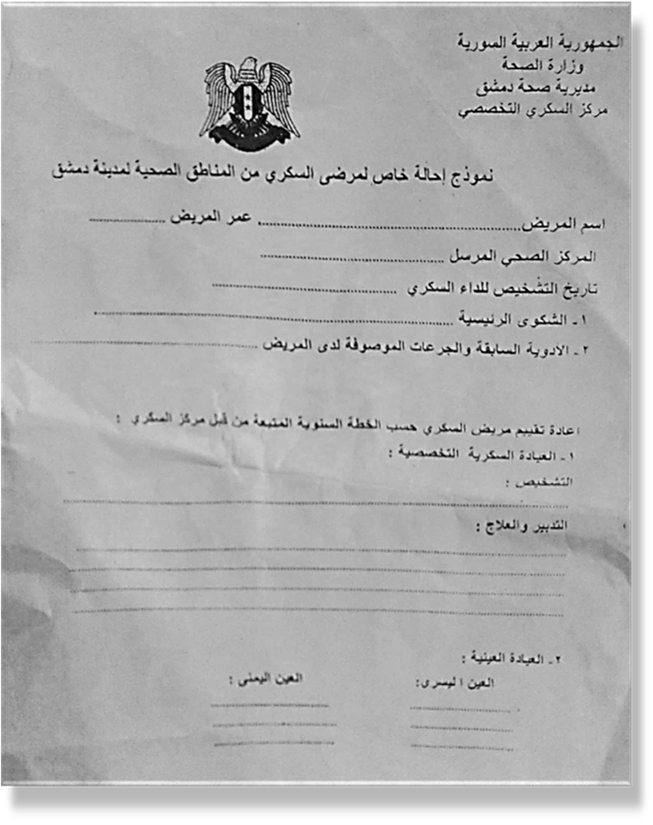 الجمهورية العربية السورية
وزارة الصحة
مديرية صحة دمشق
مركز السكري التخصصي
نموذج إحالة خاص لمرضى السكري من المناطق الصحية لمدينة دمشق
اسم المريض........................ عمر المريض ................
المركز الصحي المرسل ................
تاريخ التشخيص للداء السكري ................
١- الشكوى الرئيسية ................
٢- الأدوية السابقة والجرعات الموصوفة لدى المريض ................
إعادة تقييم مريض السكري حسب الخطة السنوية المتبعة من قبل مركز السكري :
١- العيادة السكرية التخصصية :
التشخيص :
التدبير والعلاج :
٢- العيادة العينية :
العين اليسرى: العين اليمنى :